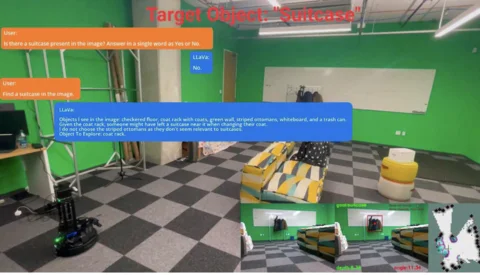 Target Object: "Suitcase"
User:
Is there a suitcase present in the image? Answer in a single word as Yes or No.
LLaVa:
No.
User:
Find a suitcase in the image.
LLaVa:
Objects I see in the image: checkered floor, coat rack with coats, green wall, striped ottomans, whiteboard, and a trash can.
Given the coat rack, someone might have left a suitcase near it when changing their coat.
I do not choose the striped ottomans as they don't seem relevant to suitcases.
Object To Explore: coat rack.